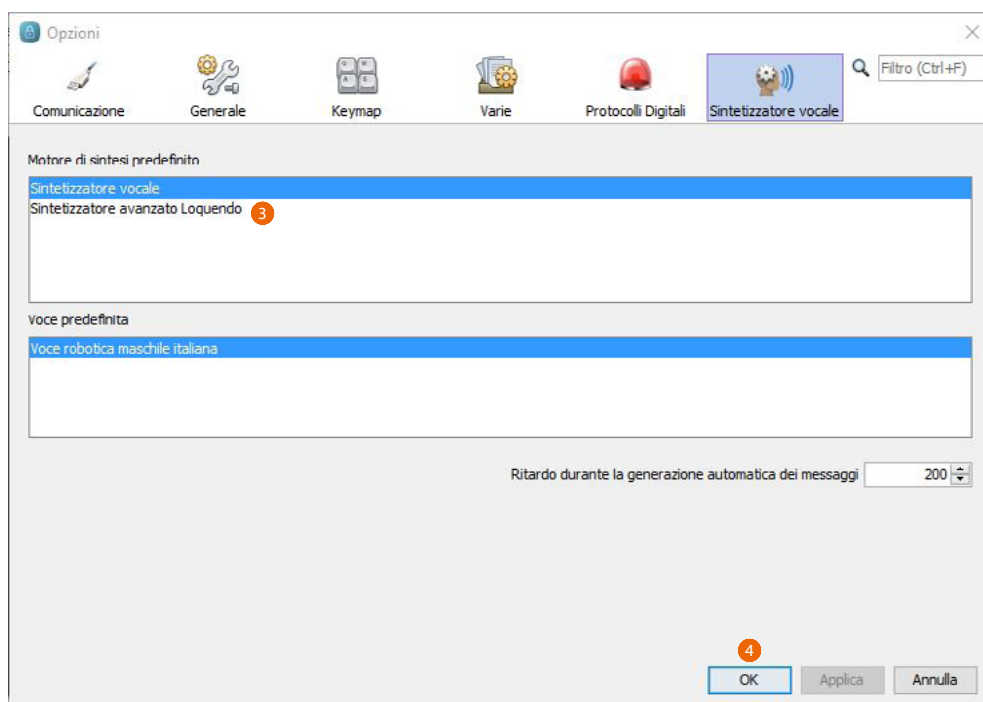 Opzioni
Filtro (Ctrl+F)
Comunicazione
Generale
Keymap
Varie
Protocolli Digitali
Sintetizzatore vocale
Motore di sintesi predefinito
Sintetizzatore vocale
Sintetizzatore avanzato Loquendo 3
Voce predefinita
Voce robotica maschile italiana
Ritardo durante la generazione automatica dei messaggi 200
4
OK
Applica
Annulla